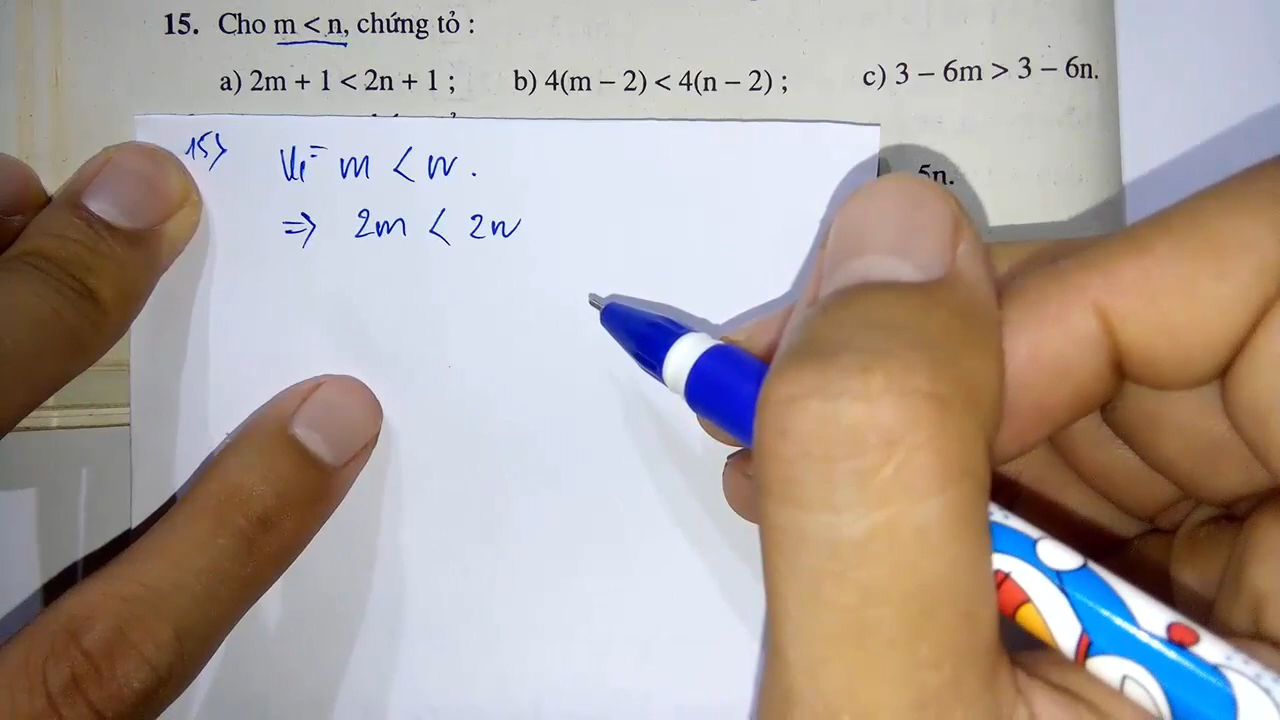 15. Cho m < n, chứng tỏ :
a) 2m + 1 < 2n + 1 ; b) 4(m – 2) < 4(n – 2) ; c) 3 – 6m > 3 – 6n.
5n.
15> Vì m < n.
⇒ 2m < 2n